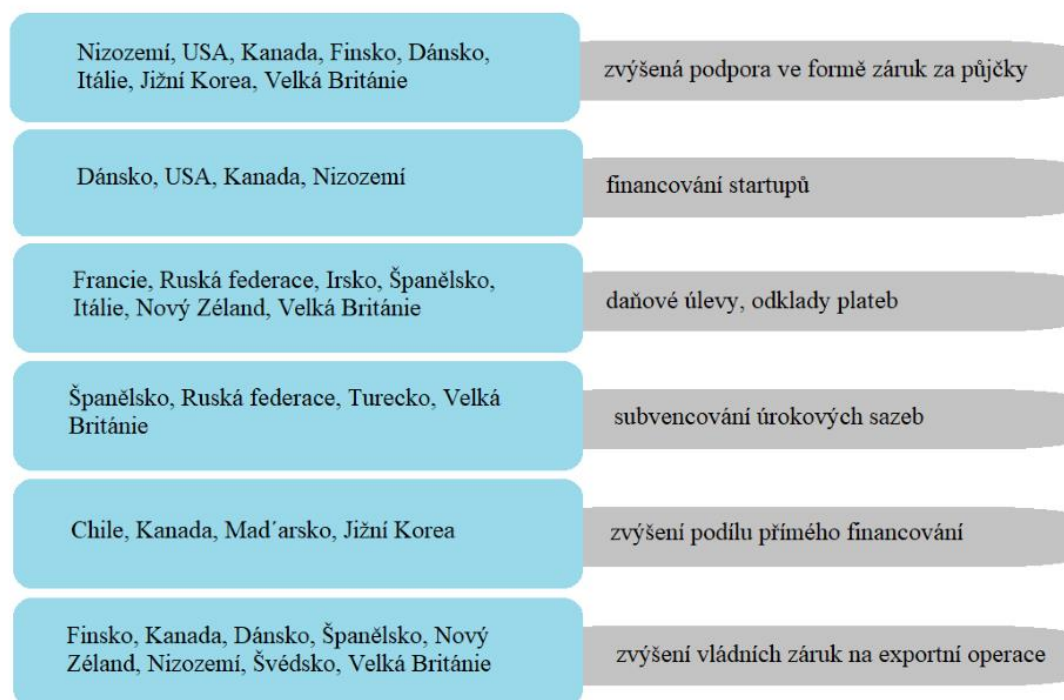 Nizozemí, USA, Kanada, Finsko, Dánsko,
Itálie, Jižní Korea, Velká Británie
zvýšená podpora ve formě záruk za půjčky
Dánsko, USA, Kanada, Nizozemí
financování startupů
Francie, Ruská federace, Irsko, Španělsko,
Itálie, Nový Zéland, Velká Británie
daňové úlevy, odklady plateb
Španělsko, Ruská federace, Turecko, Velká
Británie
subvencování úrokových sazeb
Chile, Kanada, Mad´arsko, Jižní Korea
zvýšení podílu přímého financování
Finsko, Kanada, Dánsko, Španělsko, Nový
Zéland, Nizozemí, Švédsko, Velká Británie
zvýšení vládních záruk na exportní operace